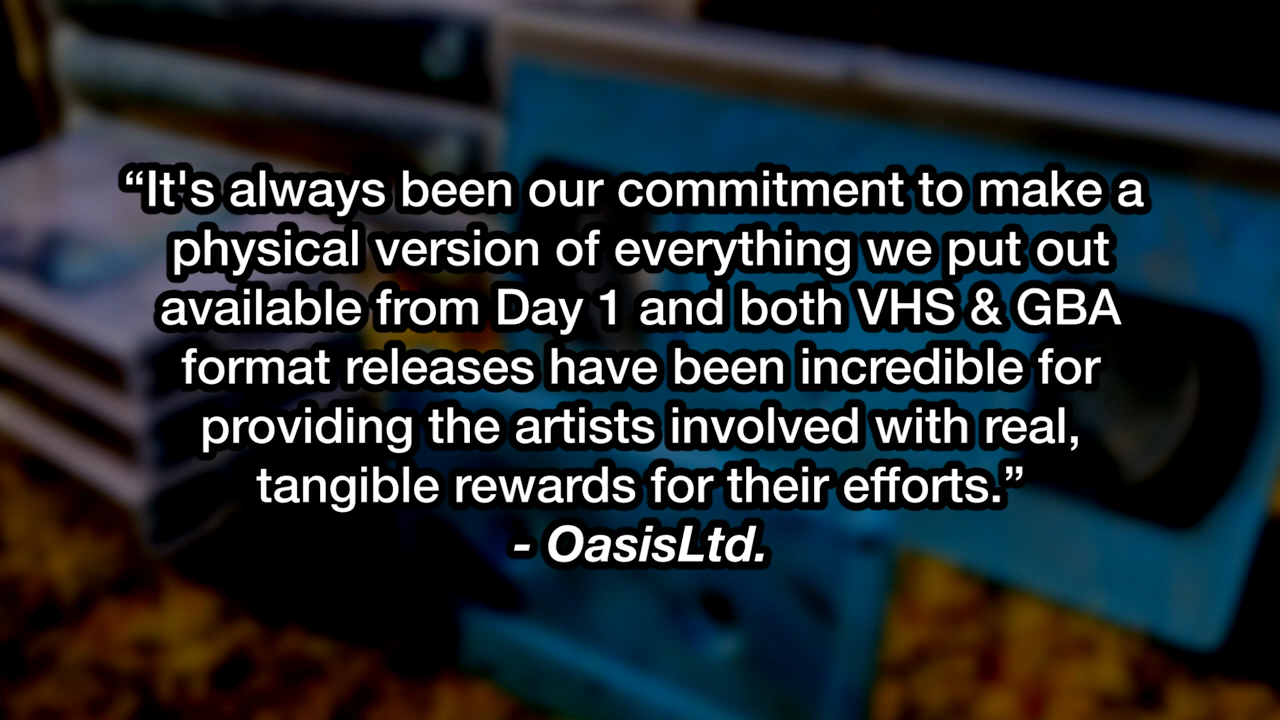 “It's always been our commitment to make a
physical version of everything we put out
available from Day 1 and both VHS & GBA
format releases have been incredible for
providing the artists involved with real,
tangible rewards for their efforts.”
- OasisLtd.